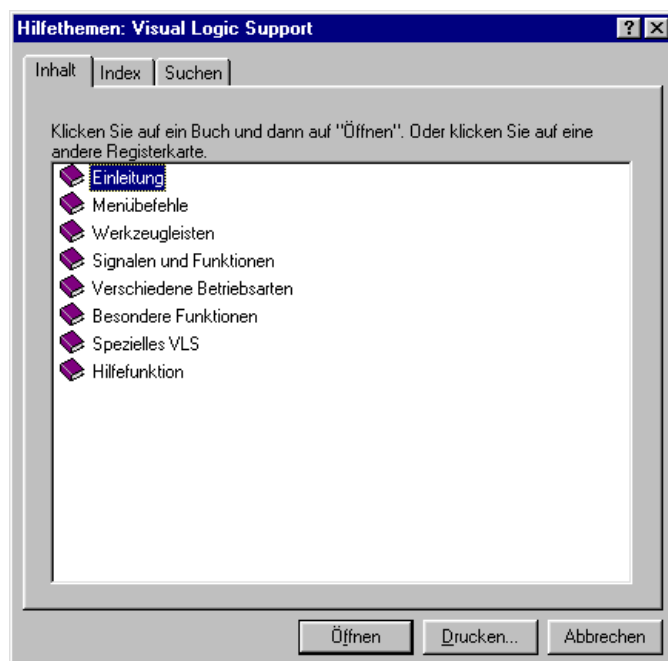 Hilfethemen: Visual Logic Support
Inhalt Index Suchen
Klicken Sie auf ein Buch und dann auf "Öffnen". Oder klicken Sie auf eine
andere Registerkarte.
Einleitung
Menübefehle
Werkzeugleisten
Signalen und Funktionen
Verschiedene Betriebsarten
Besondere Funktionen
Spezielles VLS
Hilfefunktion
Öffnen Drucken... Abbrechen